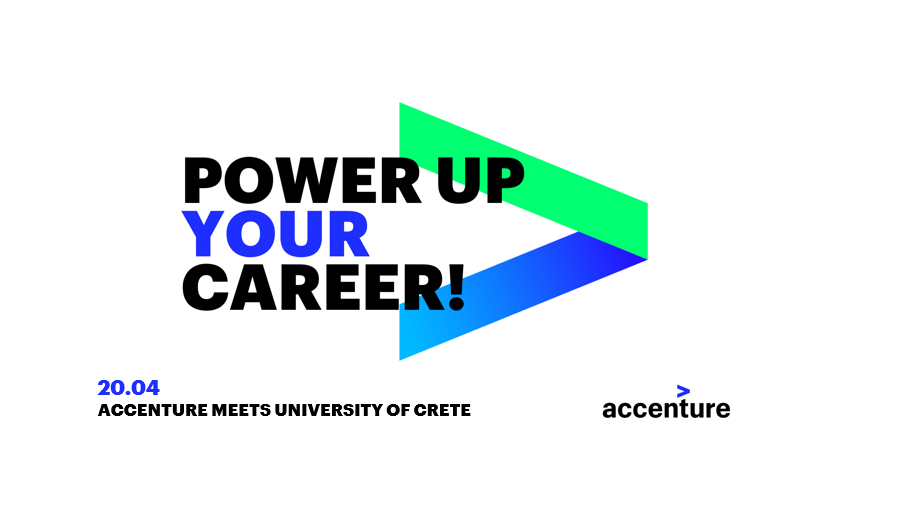 POWER UP
YOUR
CAREER!
20.04
ACCENTURE MEETS UNIVERSITY OF CRETE
>
accenture